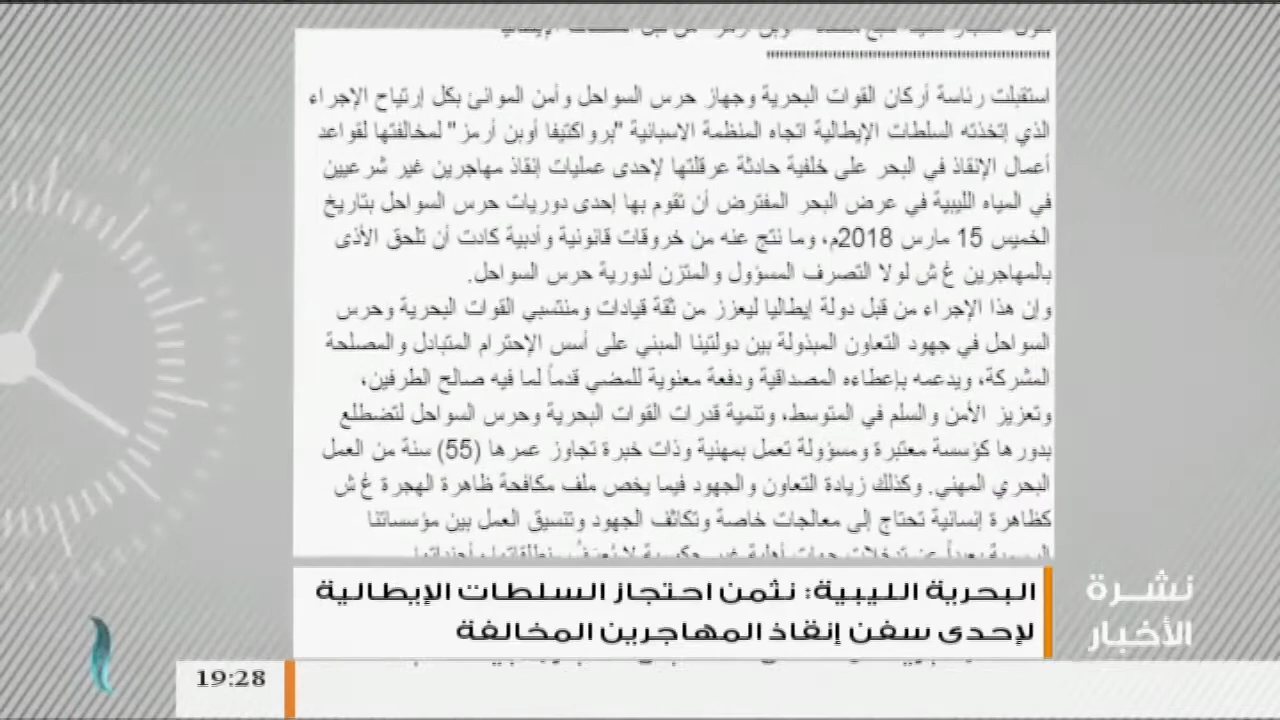 استقبلت رئاسة أركان القوات البحرية وجهاز حرس السواحل وأمن الموانئ بكل إرتياح الإجراء
الذي إتخذته السلطات الإيطالية اتجاه المنظمة الاسبانية "برواكتيفا أوبن أرمز" لمخالفتها لقواعد
أعمال الإنقاذ في البحر على خلفية حادثة عرقلتها لإحدى عمليات إنقاذ مهاجرين غير شرعيين
في المياه الليبية في عرض البحر المفترض أن تقوم بها إحدى دوريات حرس السواحل بتاريخ
الخميس 15 مارس 2018م، وما نتج عنه من خروقات قانونية وأدبية كادت أن تلحق الأذى
بالمهاجرين غ ش لولا التصرف المسؤول والمتزن لدورية حرس السواحل.
وإن هذا الإجراء من قبل دولة إيطاليا ليعزز من ثقة قيادات ومنتسبي القوات البحرية وحرس
السواحل في جهود التعاون المبذولة بين دولتينا المبني على أسس الإحترام المتبادل والمصلحة
المشركة، ويدعمه بإعطاءه المصداقية ودفعة معنوية للمضي قدماً لما فيه صالح الطرفين،
وتعزيز الأمن والسلم في المتوسط، وتنمية قدرات القوات البحرية وحرس السواحل لتضطلع
بدورها كؤسسة معتبرة ومسؤولة تعمل بمهنية وذات خبرة تجاوز عمرها (55) سنة من العمل
البحري المهني. وكذلك زيادة التعاون والجهود فيما يخص ملف مكافحة ظاهرة الهجرة غ ش
كظاهرة إنسانية تحتاج إلى معالجات خاصة وتكاثف الجهود وتنسيق العمل بين مؤسساتنا
البحرية الليبية: نثمن احتجاز السلطات الإيطالية
لإحدى سفن إنقاذ المهاجرين المخالفة
نشرة
الأخبار
19:28